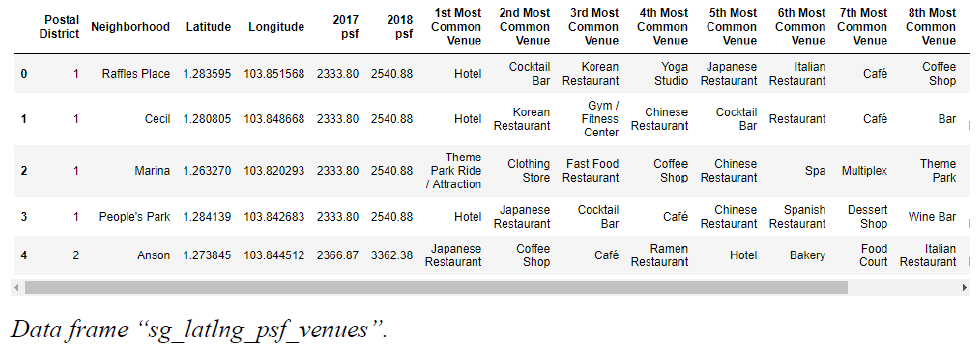 Postal District Neighborhood Latitude Longitude 2017 psf 2018 psf 1st Most Common Venue 2nd Most Common Venue 3rd Most Common Venue 4th Most Common Venue 5th Most Common Venue 6th Most Common Venue 7th Most Common Venue 8th Most Common Venue
0 1 Raffles Place 1.283595 103.851568 2333.80 2540.88 Hotel Cocktail Bar Korean Restaurant Yoga Studio Japanese Restaurant Italian Restaurant Café Coffee Shop
1 1 Cecil 1.280805 103.848668 2333.80 2540.88 Hotel Korean Restaurant Gym / Fitness Center Chinese Restaurant Cocktail Bar Restaurant Café Bar
2 1 Marina 1.263270 103.820293 2333.80 2540.88 Theme Park Ride / Attraction Clothing Store Fast Food Restaurant Coffee Shop Chinese Restaurant Spa Multiplex Theme Park
3 1 People's Park 1.284139 103.842683 2333.80 2540.88 Hotel Japanese Restaurant Cocktail Bar Café Chinese Restaurant Spanish Restaurant Dessert Shop Wine Bar
4 2 Anson 1.273845 103.844512 2366.87 3362.38 Japanese Restaurant Coffee Shop Café Ramen Restaurant Hotel Bakery Food Court Italian Restaurant
Data frame “sg_latlng_psf_venues”.